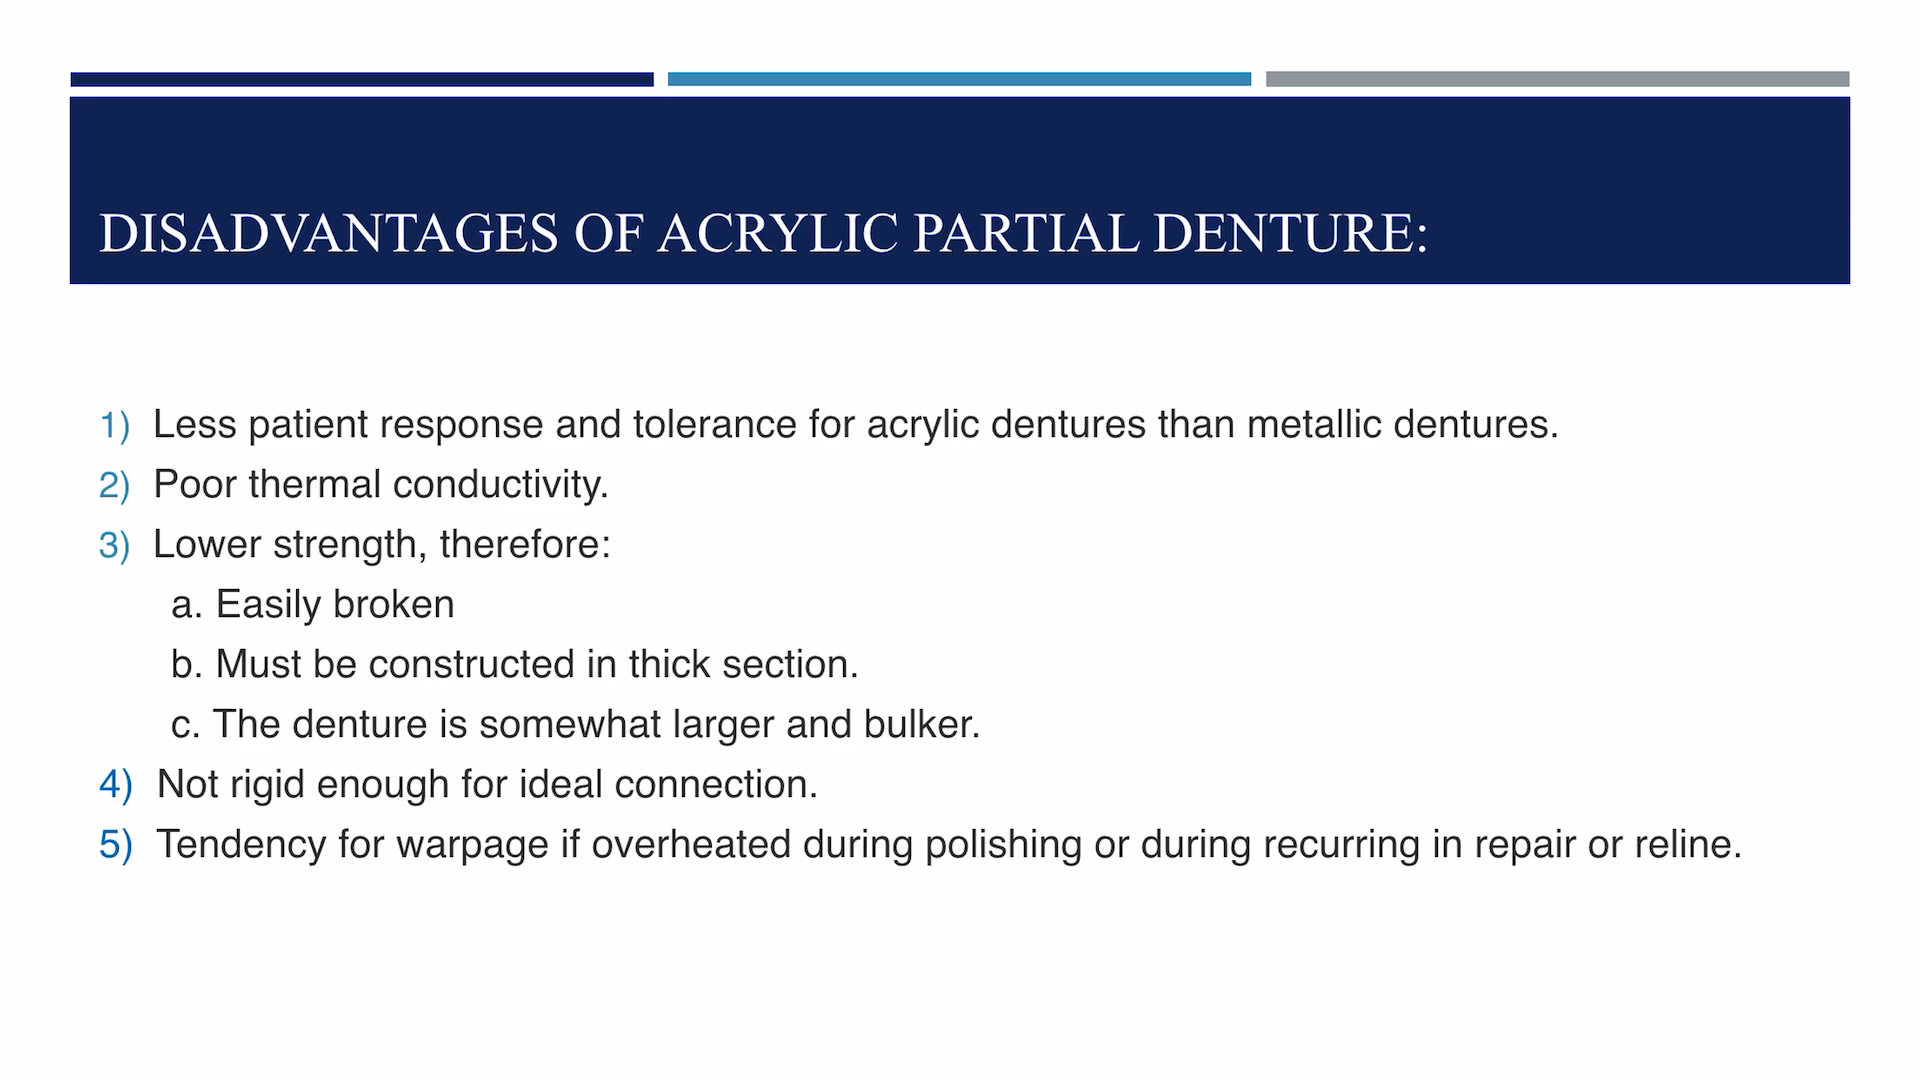 DISADVANTAGES OF ACRYLIC PARTIAL DENTURE:
1) Less patient response and tolerance for acrylic dentures than metallic dentures.
2) Poor thermal conductivity.
3) Lower strength, therefore:
a. Easily broken
b. Must be constructed in thick section.
c. The denture is somewhat larger and bulker.
4) Not rigid enough for ideal connection.
5) Tendency for warpage if overheated during polishing or during recurring in repair or reline.